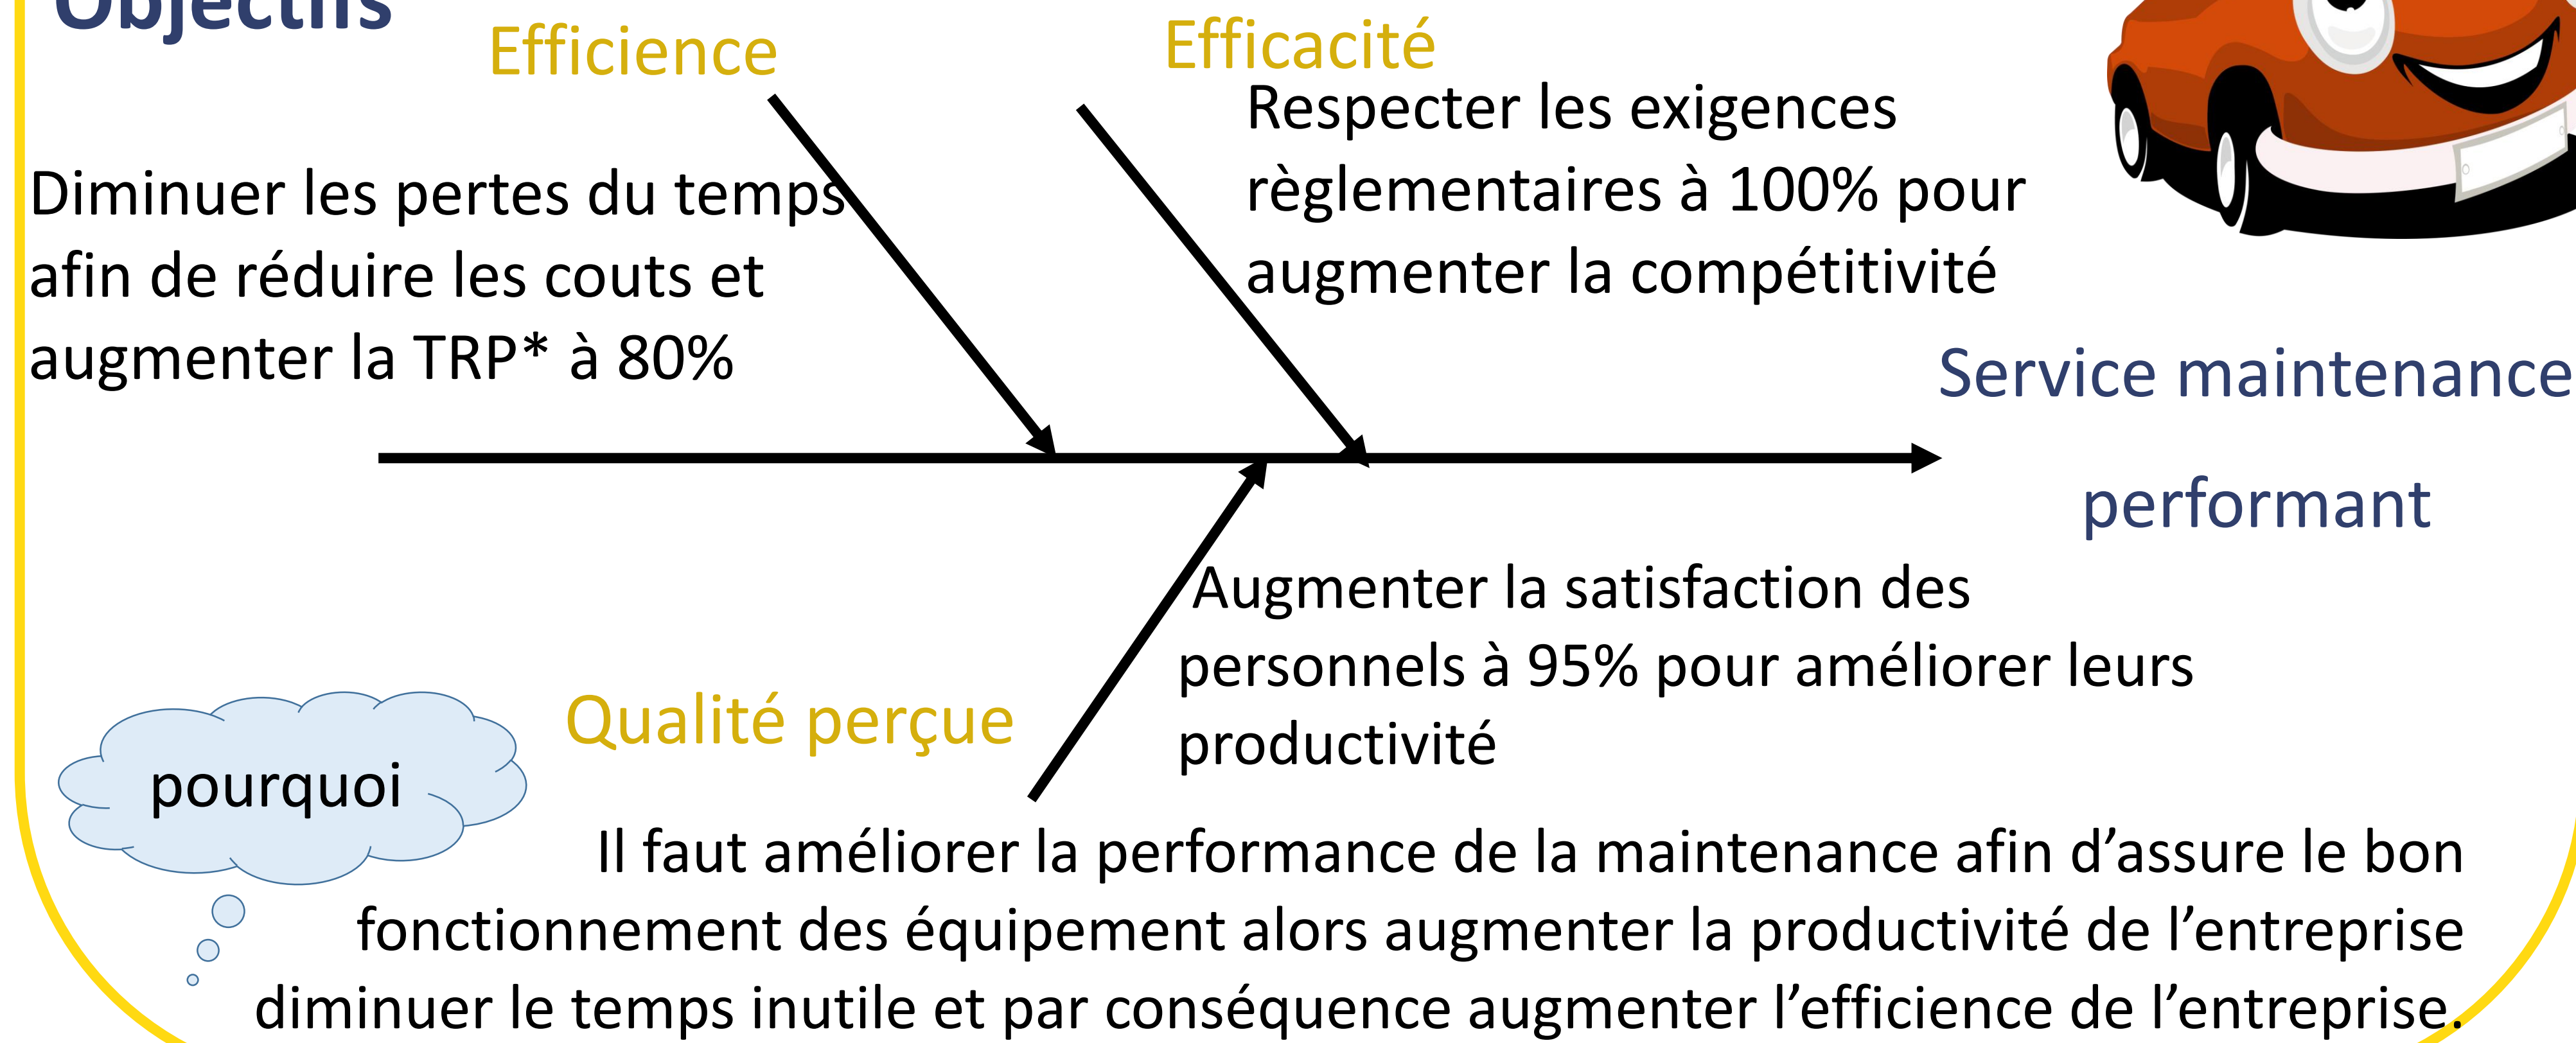 Objectifs
Efficience
Efficacité
Diminuer les pertes du temps
afin de réduire les couts et
augmenter la TRP* à 80%
Respecter les exigences
règlementaires à 100% pour
augmenter la compétitivité
Service maintenance
performant
Augmenter la satisfaction des
personnels à 95% pour améliorer leurs
productivité
Qualité perçue
pourquoi
Il faut améliorer la performance de la maintenance afin d’assure le bon
fonctionnement des équipement alors augmenter la productivité de l’entreprise
diminuer le temps inutile et par conséquence augmenter l’efficience de l’entreprise.